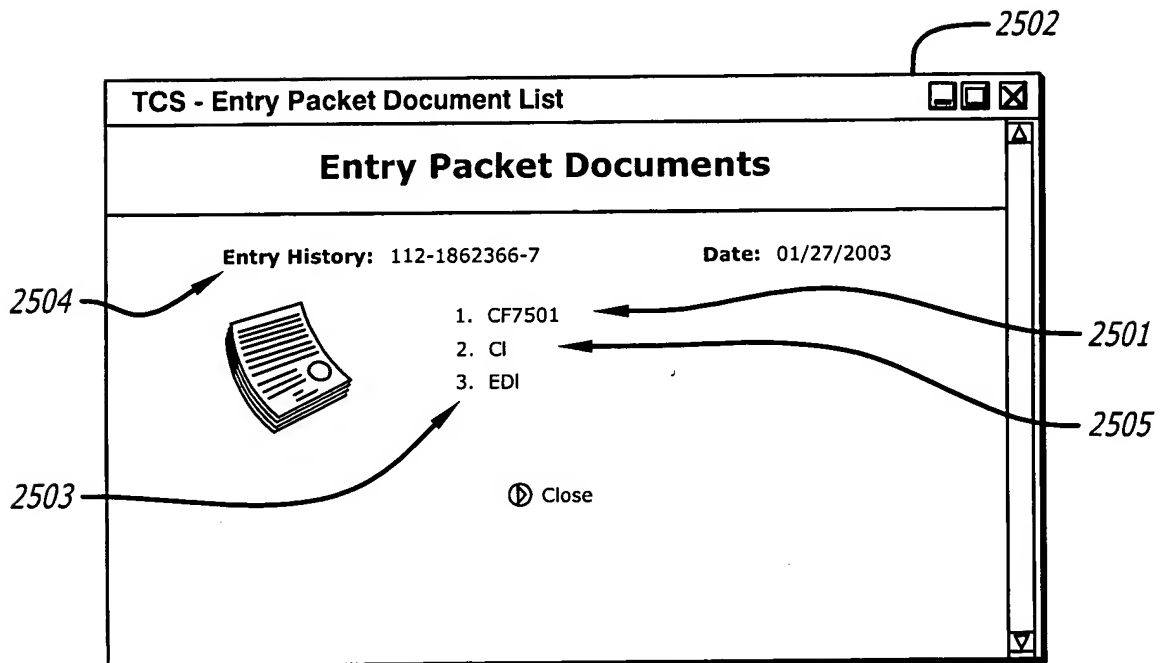 2502
TCS - Entry Packet Document List
Entry Packet Documents
Entry History: 112-1862366-7 Date: 01/27/2003
2504
1. CF7501
2501
2. CI
3. EDI
2505
2503
Close